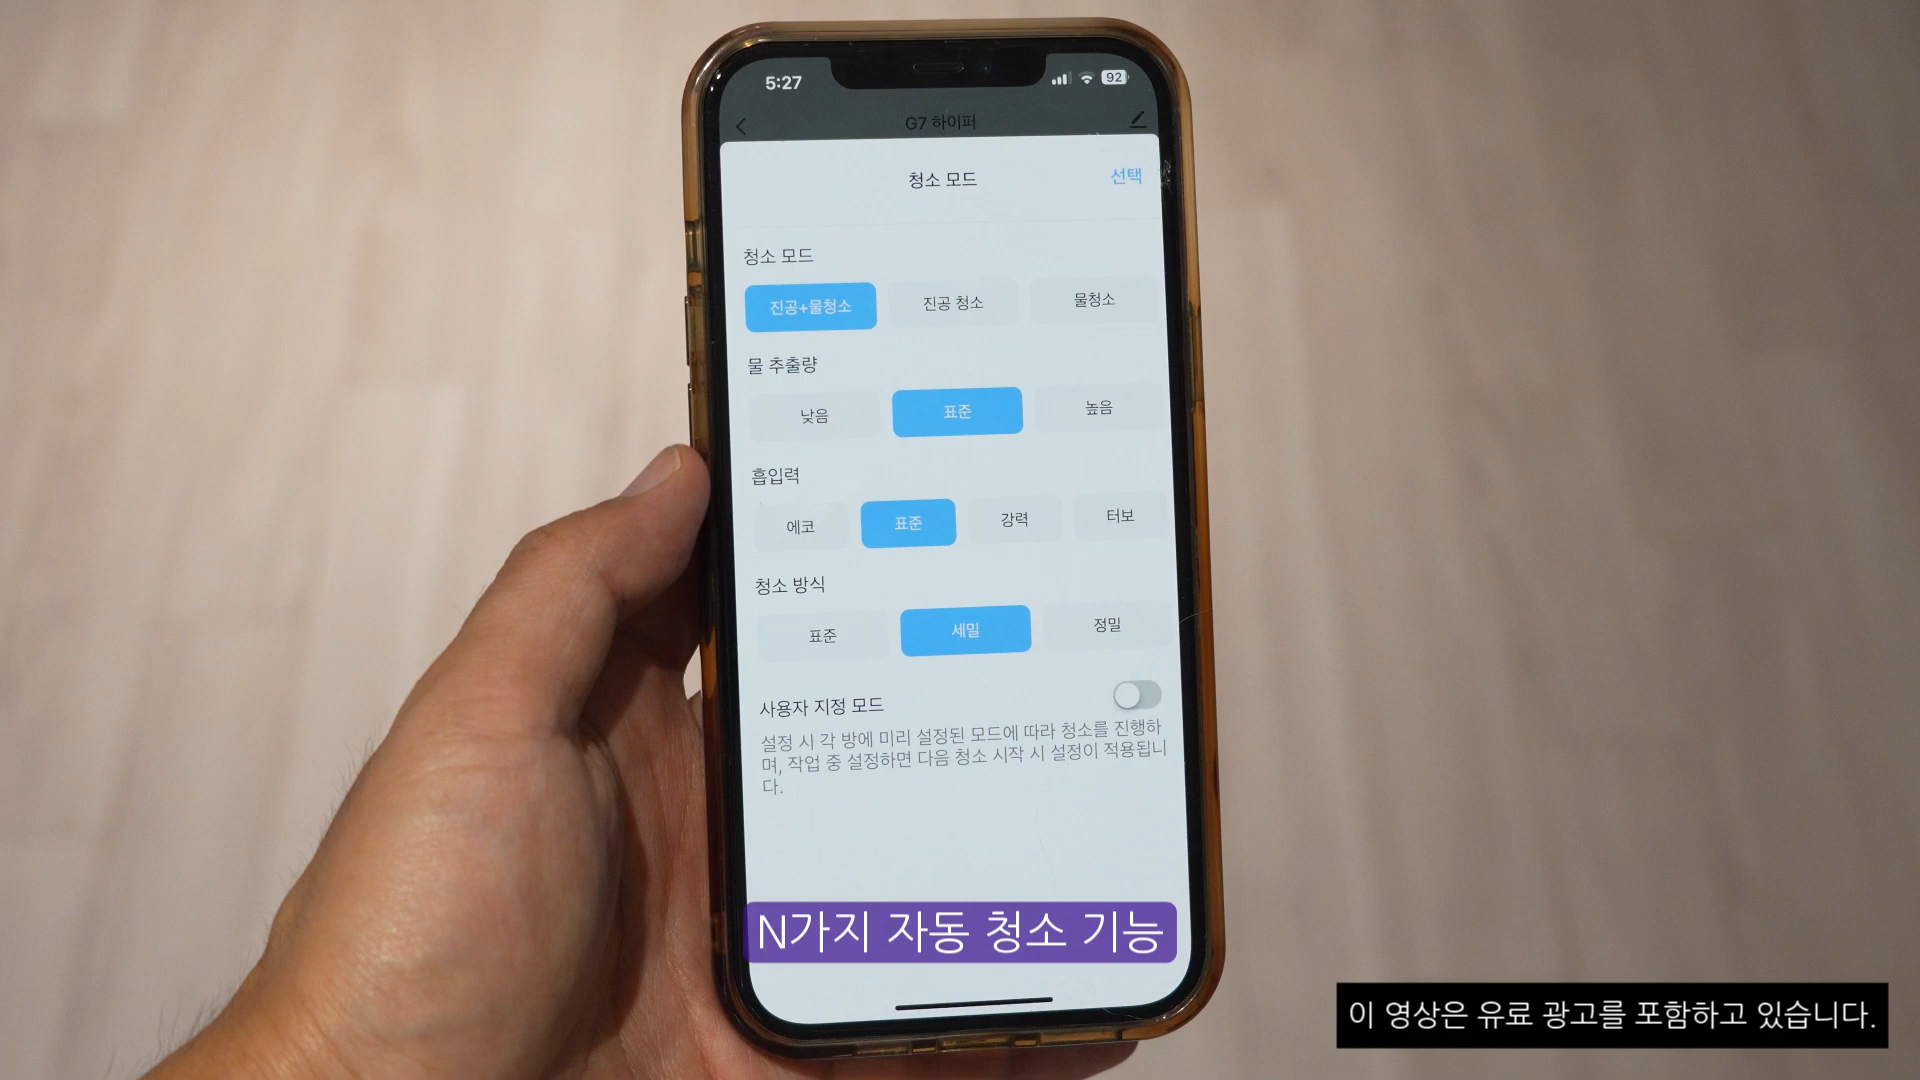 5:27
92
G7 하이퍼
청소 모드
선택
청소 모드
진공+물청소
진공 청소
물청소
물 추출량
낮음
표준
높음
흡입력
에코
표준
강력
터보
청소 방식
표준
세밀
정밀
사용자 지정 모드
설정 시 각 방에 미리 설정된 모드에 따라 청소를 진행하
며, 작업 중 설정하면 다음 청소 시작 시 설정이 적용됩니
다.
N가지 자동 청소 기능
이 영상은 유료 광고를 포함하고 있습니다.